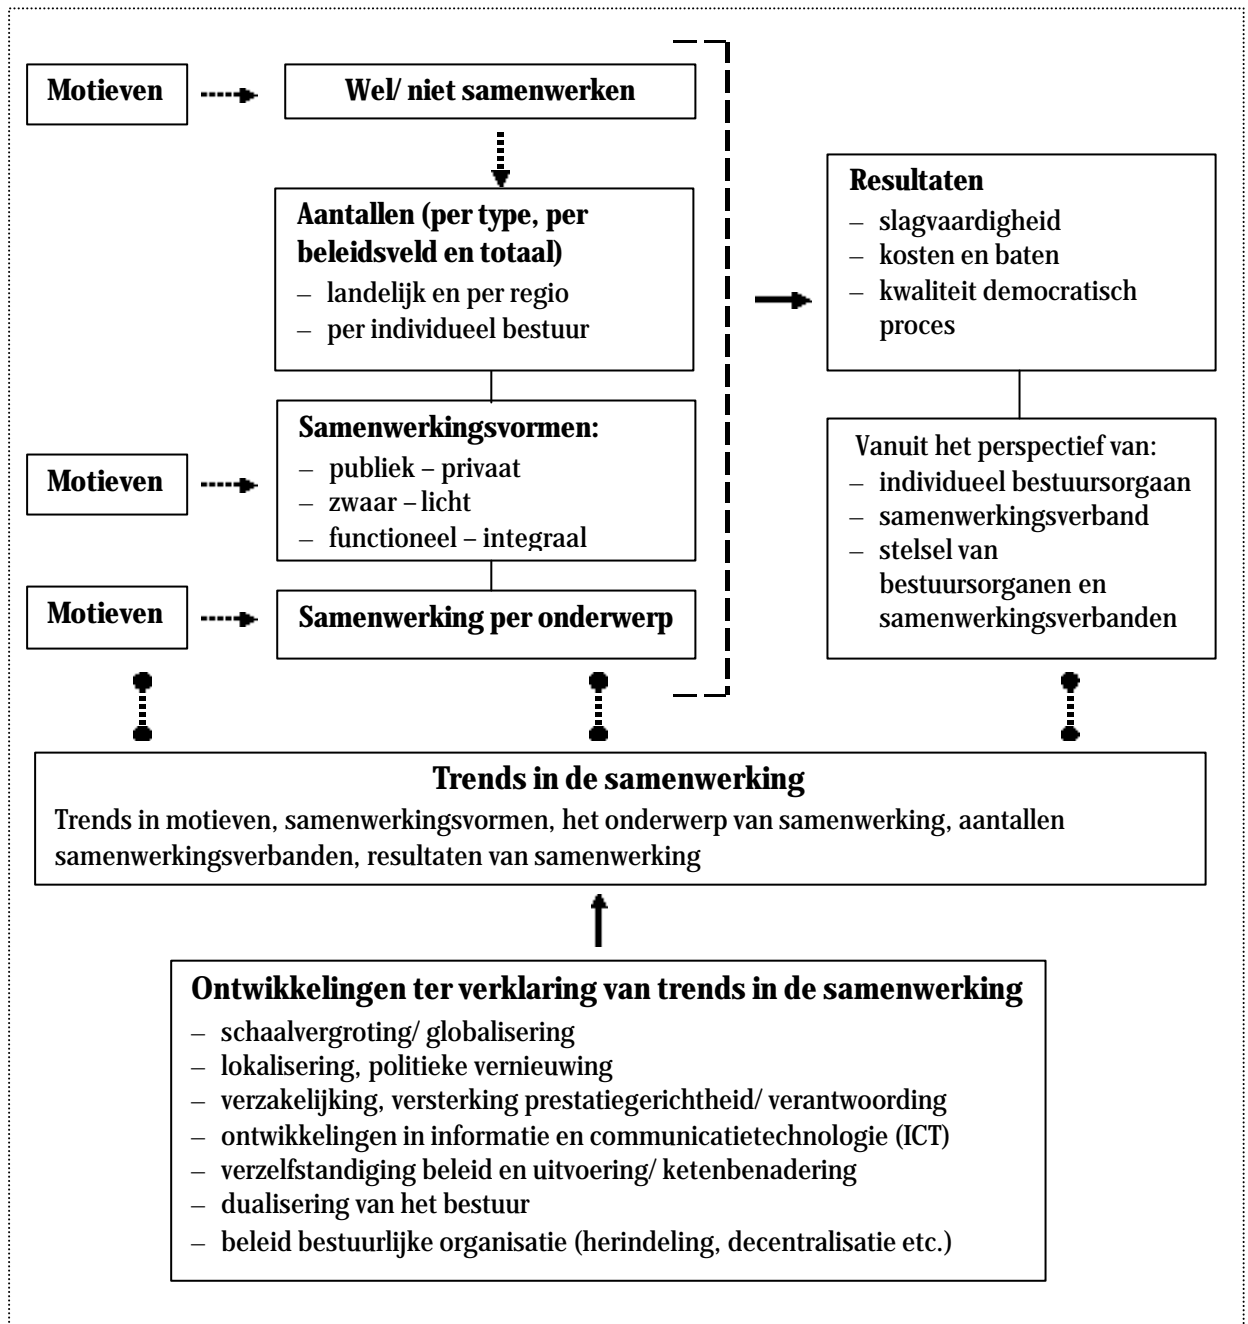 Motieven
Wel/ niet samenwerken
Aantallen (per type, per
beleidsveld en totaal)
– landelijk en per regio
– per individueel bestuur
Motieven
Samenwerkingsvormen:
– publiek – privaat
– zwaar – licht
– functioneel – integraal
Motieven
Samenwerking per onderwerp
Resultaten
– slagvaardigheid
– kosten en baten
– kwaliteit democratisch
proces
Vanuit het perspectief van:
– individueel bestuursorgaan
– samenwerkingsverband
– stelsel van
bestuursorganen en
samenwerkingsverbanden
Trends in de samenwerking
Trends in motieven, samenwerkingsvormen, het onderwerp van samenwerking, aantallen
samenwerkingsverbanden, resultaten van samenwerking
Ontwikkelingen ter verklaring van trends in de samenwerking
– schaalvergroting/ globalisering
– lokalisering, politieke vernieuwing
– verzakelijking, versterking prestatiegerichtheid/ verantwoording
– ontwikkelingen in informatie en communicatietechnologie (ICT)
– verzelfstandiging beleid en uitvoering/ ketenbenadering
– dualisering van het bestuur
– beleid bestuurlijke organisatie (herindeling, decentralisatie etc.)